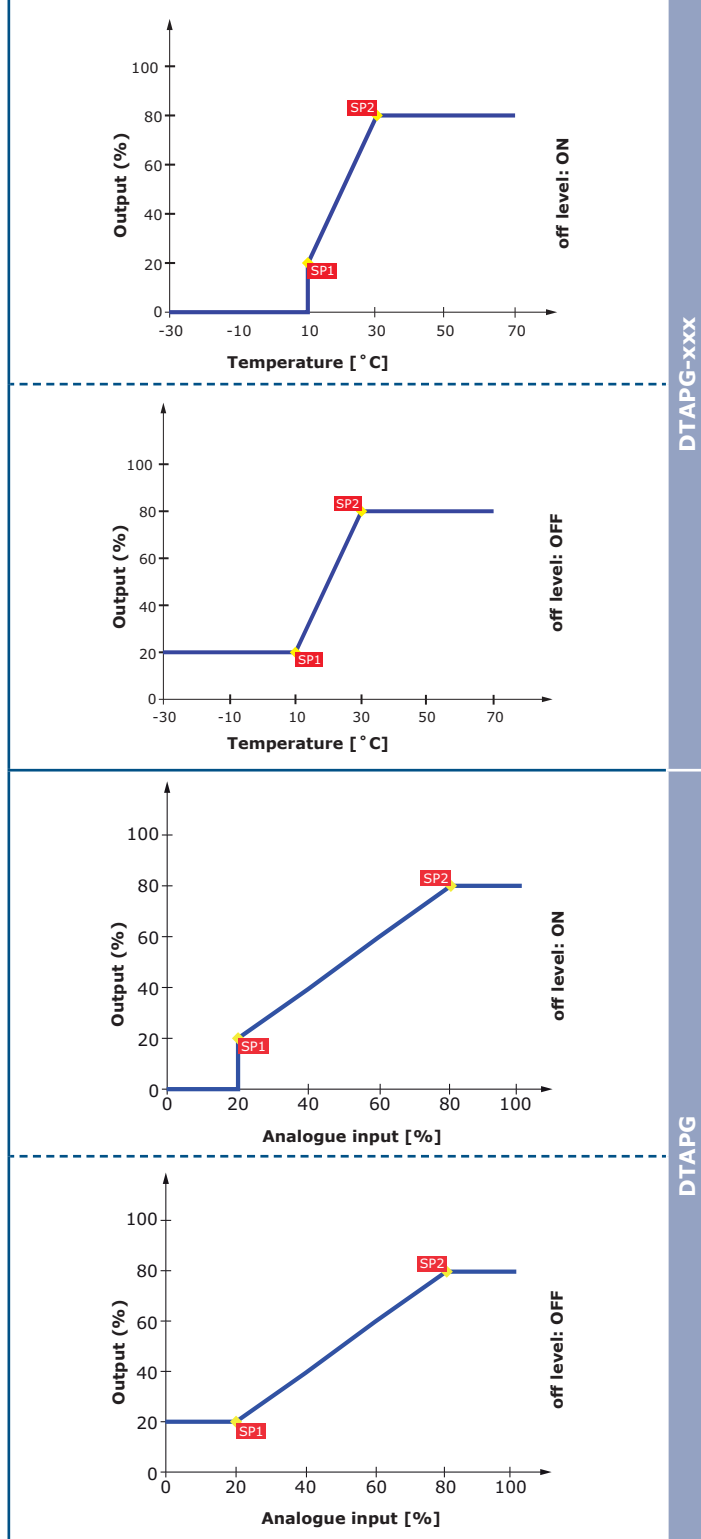 Output (%)
100
80
60
40
20
0
SP2
SP1
-30 -10 10 30 50 70
Temperature [˚C]
off level: ON
Output (%)
100
80
60
40
20
0
SP2
SP1
-30 -10 10 30 50 70
Temperature [˚C]
off level: OFF
DTAPG-xxx
Output (%)
100
80
60
40
20
0
SP2
SP1
0 20 40 60 80 100
Analogue input [%]
off level: ON
Output (%)
100
80
60
40
20
0
SP2
SP1
0 20 40 60 80 100
Analogue input [%]
off level: OFF
DTAPG